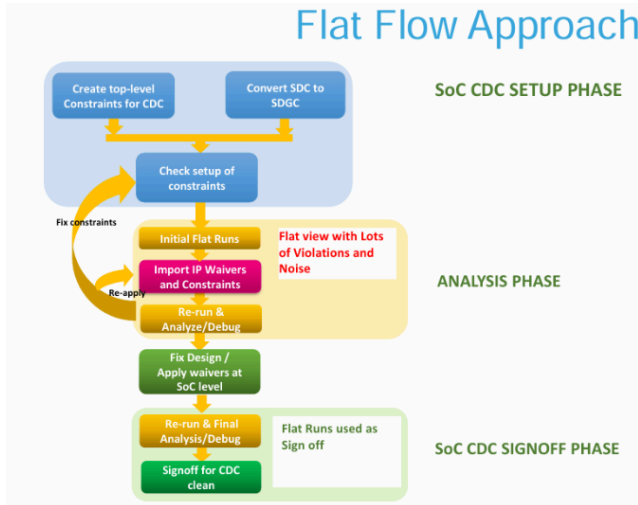 Flat Flow Approach
Create top-level
Constraints for CDC
Convert SDC to
SDGC
SoC CDC SETUP PHASE
Check setup of
constraints
Fix constraints
Initial Flat Runs
Flat view with Lots
of Violations and
Noise
Import IP Waivers
and Constraints
Re-apply
ANALYSIS PHASE
Re-run &
Analyze/Debug
Fix Design /
Apply waivers at
SoC level
Re-run & Final
Analysis/Debug
Flat Runs used as
Sign off
SoC CDC SIGNOFF PHASE
Signoff for CDC
clean